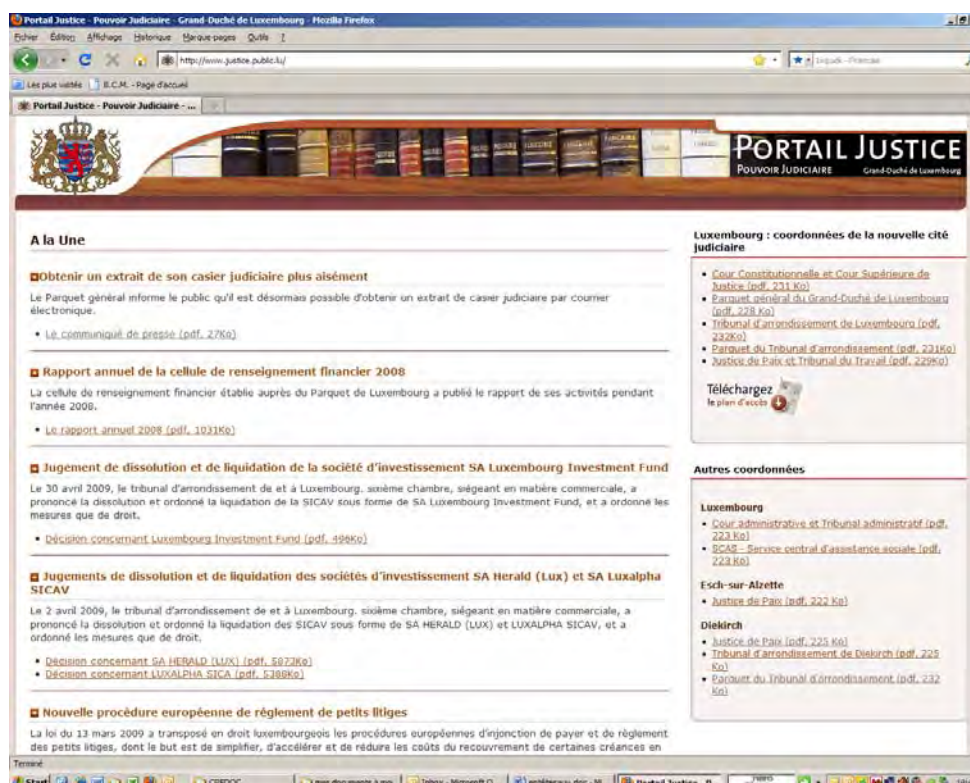 Portail Justice - Pouvoir Judiciaire - Grand-Duché de Luxembourg - Mozilla Firefox
Fichier Édition Affichage Historique Marque-pages Outils ?
http://www.justice.public.lu/
Les plus visités B.C.M. - Page d'accueil
Portail Justice - Pouvoir Judiciaire - ...
PORTAIL JUSTICE
POUVOIR JUDICIAIRE Grand-Duché de Luxembourg
A la Une
Obtenir un extrait de son casier judiciaire plus aisément
Le Parquet général informe le public qu'il est désormais possible d'obtenir un extrait de casier judiciaire par courrier
électronique.
Le communiqué de presse (pdf, 27Ko)
Rapport annuel de la cellule de renseignement financier 2008
La cellule de renseignement financier établie auprès du Parquet de Luxembourg a publié le rapport de ses activités pendant
l'année 2008.
Le rapport annuel 2008 (pdf, 1031Ko)
Jugement de dissolution et de liquidation de la société d'investissement SA Luxembourg Investment Fund
Le 30 avril 2009, le tribunal d'arrondissement de et à Luxembourg, sixième chambre, siégeant en matière commerciale, a
prononcé la dissolution et ordonné la liquidation de la SICAV sous forme de SA Luxembourg Investment Fund, et a ordonné les
mesures que de droit.
Décision concernant Luxembourg Investment Fund (pdf, 496Ko)
Jugements de dissolution et de liquidation des sociétés d'investissement SA Herald (Lux) et SA Luxalpha
SICAV
Le 2 avril 2009, le tribunal d'arrondissement de et à Luxembourg, sixième chambre, siégeant en matière commerciale, a
prononcé la dissolution et ordonné la liquidation des SICAV sous forme de SA HERALD (LUX) et LUXALPHA SICAV, et a
ordonné les mesures que de droit.
Décision concernant SA HERALD (LUX) (pdf, 5873Ko)
Décision concernant LUXALPHA SICA (pdf, 5388Ko)
Nouvelle procédure européenne de règlement de petits litiges
La loi du 13 mars 2009 a transposé en droit luxembourgeois les procédures européennes d'injonction de payer et de règlement
des petits litiges, dont le but est de simplifier, d'accélérer et de réduire les coûts du recouvrement de certaines créances en
Luxembourg : coordonnées de la nouvelle cité
judiciaire
Cour Constitutionnelle et Cour Supérieure de
Justice (pdf, 231 Ko)
Parquet général du Grand-Duché de Luxembourg
(pdf, 228 Ko)
Tribunal d'arrondissement de Luxembourg (pdf,
232Ko)
Parquet du Tribunal d'arrondissement (pdf, 231Ko)
Justice de Paix et Tribunal du Travail (pdf, 229Ko)
Téléchargez
le plan d'accès
Autres coordonnées
Luxembourg
Cour administrative et Tribunal administratif (pdf,
223 Ko)
SCAS - Service central d'assistance sociale (pdf,
223 Ko)
Esch-sur-Alzette
Justice de Paix (pdf, 222 Ko)
Diekirch
Justice de Paix (pdf, 225 Ko)
Tribunal d'arrondissement de Diekirch (pdf, 225
Ko)
Parquet du Tribunal d'arrondissement (pdf, 232
Ko)
Terminé
Start CREDOC Inbox - Microsoft O... Portail Justice - P...